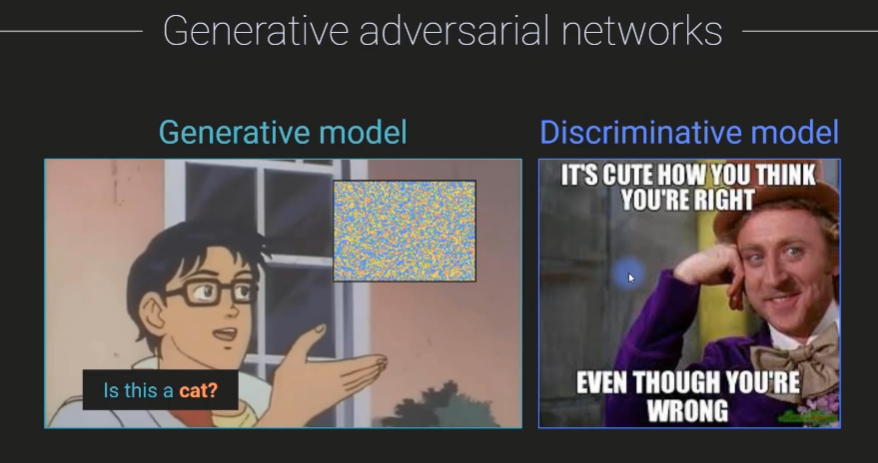 Generative adversarial networks
Generative model
Is this a cat?
Discriminative model
IT'S CUTE HOW YOU THINK
YOU'RE RIGHT
EVEN THOUGH YOU'RE
WRONG